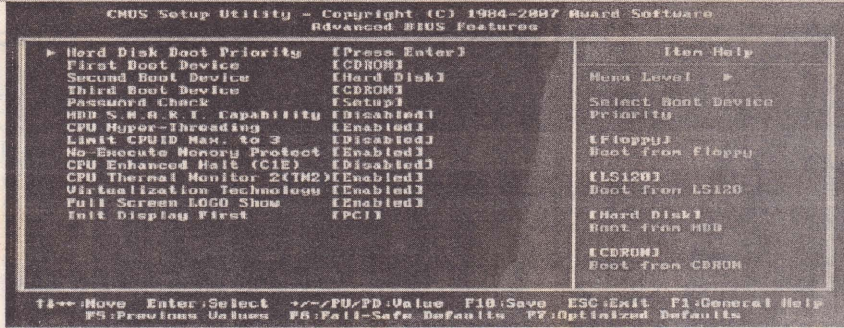 CMOS Setup Utility - Copyright (C) 1984-2007 Award Software
Advanced BIOS Features
► Hard Disk Boot Priority [Press Enter]
First Boot Device [CDROM]
Second Boot Device [Hard Disk]
Third Boot Device [CDROM]
Password Check [Setup]
HDD S.M.A.R.T. Capability [Disabled]
CPU Hyper-Threading [Enabled]
Limit CPUID Max. to 3 [Disabled]
No-Execute Memory Protect [Enabled]
CPU Enhanced Halt (C1E) [Disabled]
CPU Thermal Monitor 2(TM2) [Enabled]
Virtualization Technology [Enabled]
Full Screen LOGO Show [Enabled]
Init Display First [PCI]
Item Help
Menu Level ►
Select Boot Device
Priority
[Floppy]
Boot from floppy
[LS120]
Boot from LS120
[Hard Disk]
Boot from HDD
[CDROM]
Boot from CDROM
↑↓→←:Move Enter:Select +/-/PU/PD:Value F10:Save ESC:Exit F1:General Help
F5:Previous Values F6:Fail-Safe Defaults F7:Optimized Defaults